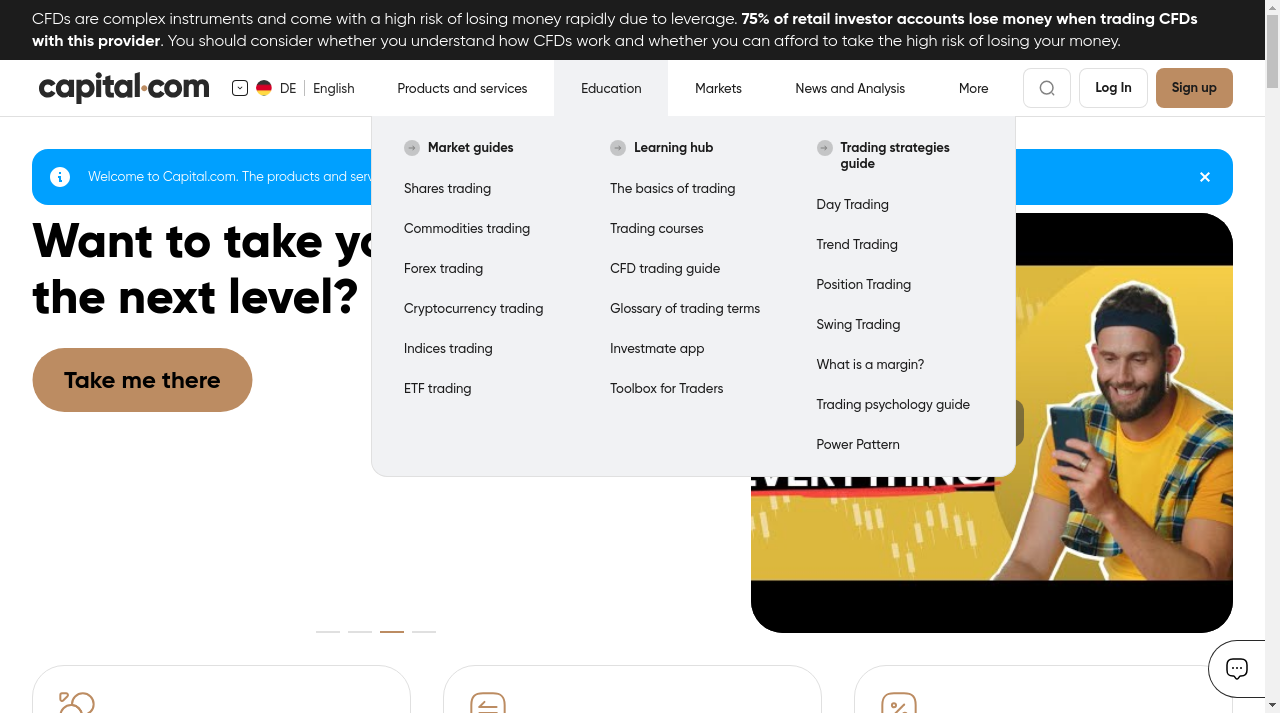 CFDs are complex instruments and come with a high risk of losing money rapidly due to leverage. 75% of retail investor accounts lose money when trading CFDs
with this provider. You should consider whether you understand how CFDs work and whether you can afford to take the high risk of losing your money.
capital.com DE English Products and services Education Markets News and Analysis More Log In Sign up
Market guides
Shares trading
Commodities trading
Forex trading
Cryptocurrency trading
Indices trading
ETF trading
Learning hub
The basics of trading
Trading courses
CFD trading guide
Glossary of trading terms
Investmate app
Toolbox for Traders
Trading strategies
guide
Day Trading
Trend Trading
Position Trading
Swing Trading
What is a margin?
Trading psychology guide
Power Pattern
Welcome to Capital.com. The products and
Want to take
the next level?
Take me there